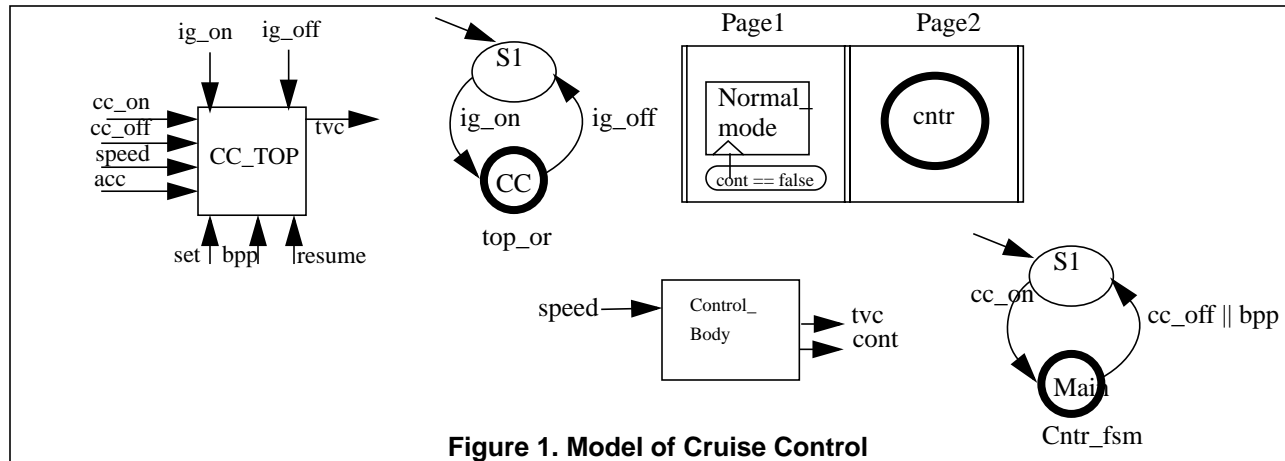 ig_on
ig_off
cc_on
cc_off
speed
acc
CC_TOP
tvc
set
bpp
resume
S1
ig_on
ig_off
CC
top_or
Page1
Page2
Normal_
mode
cont == false
cntr
speed
Control_
Body
tvc
cont
S1
cc_on
cc_off || bpp
Main
Cntr_fsm
Figure 1. Model of Cruise Control